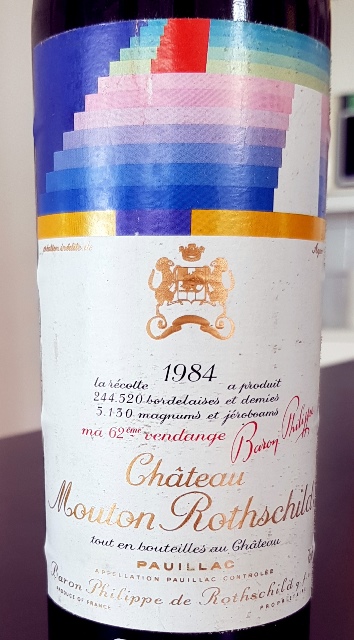 la récolte 1984 a produit
244.520 bordelaises et demies
5.130 magnums et jéroboams
ma 62ème vendange Baron Philippe
Château
Mouton Rothschild
tout en bouteilles au Château
PAUILLAC
APPELLATION PAUILLAC CONTROLÉE
Baron Philippe de Rothschild
PRODUCE OF FRANCE